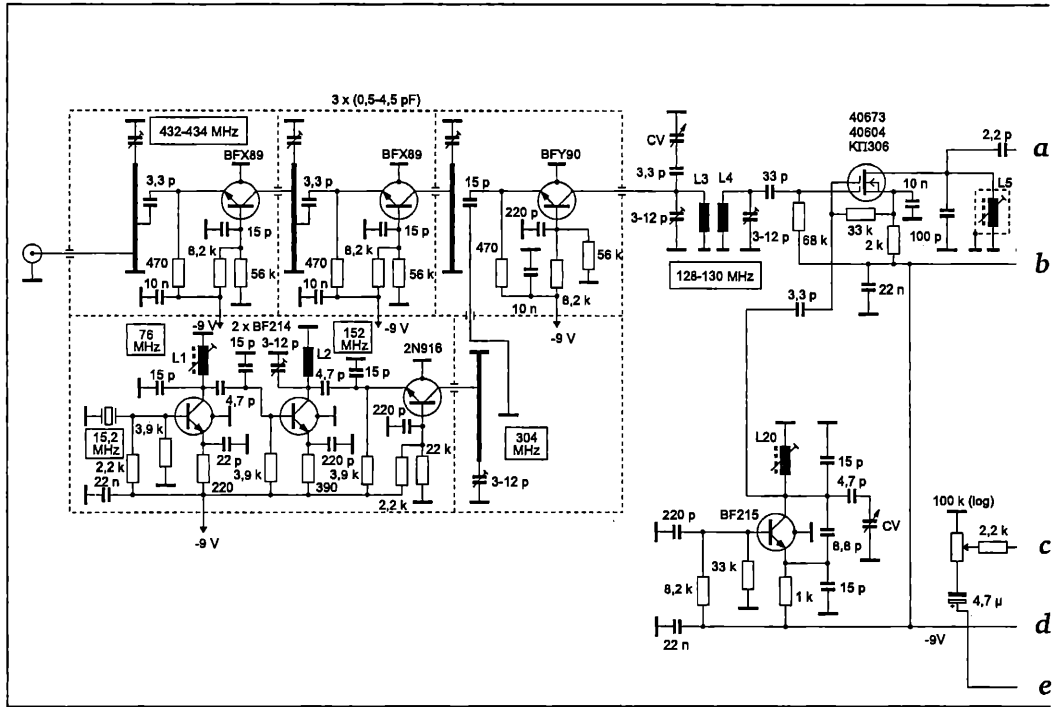 3 x (0,5-4,5 pF)
432-434 MHz
BFX89
BFX89
BFY90
40673
40604
КП306
2,2 p
a
CV
3,3 p
3,3 p
3,3 p
15 p
L3
L4
33 p
10 n
L5
15 p
15 p
220 p
3-12 p
3-12 p
68 k
33 k
2 k
100 p
470
8,2 k
56 k
470
8,2 k
56 k
470
56 k
8,2 k
b
10 n
10 n
10 n
128-130 MHz
22 n
3,3 p
-9 V
-9 V
76
MHz
2 x BF214
15 p
3-12 p
152
MHz
2N916
L1
L2
15 p
15 p
4,7 p
4,7 p
220 p
304
MHz
15,2
MHz
3,9 k
2,2 k
22 n
22 p
220
3,9 k
220 p
390
3,9 k
22 k
2,2 k
3-12 p
-9 V
L20
15 p
4,7 p
CV
100 k (log)
220 p
BF215
2,2 k
c
8,2 k
33 k
8,8 p
1 k
15 p
4,7 µ
+
22 n
-9V
d
e